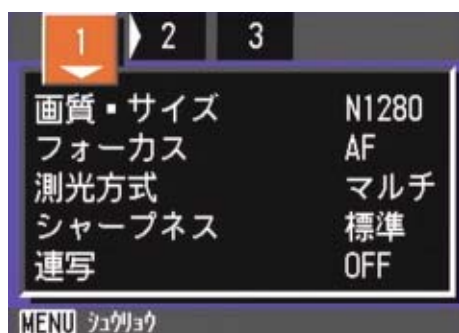 1 2 3
画質・サイズ N1280
フォーカス AF
測光方式 マルチ
シャープネス 標準
連写 OFF
MENU シュウリョウ